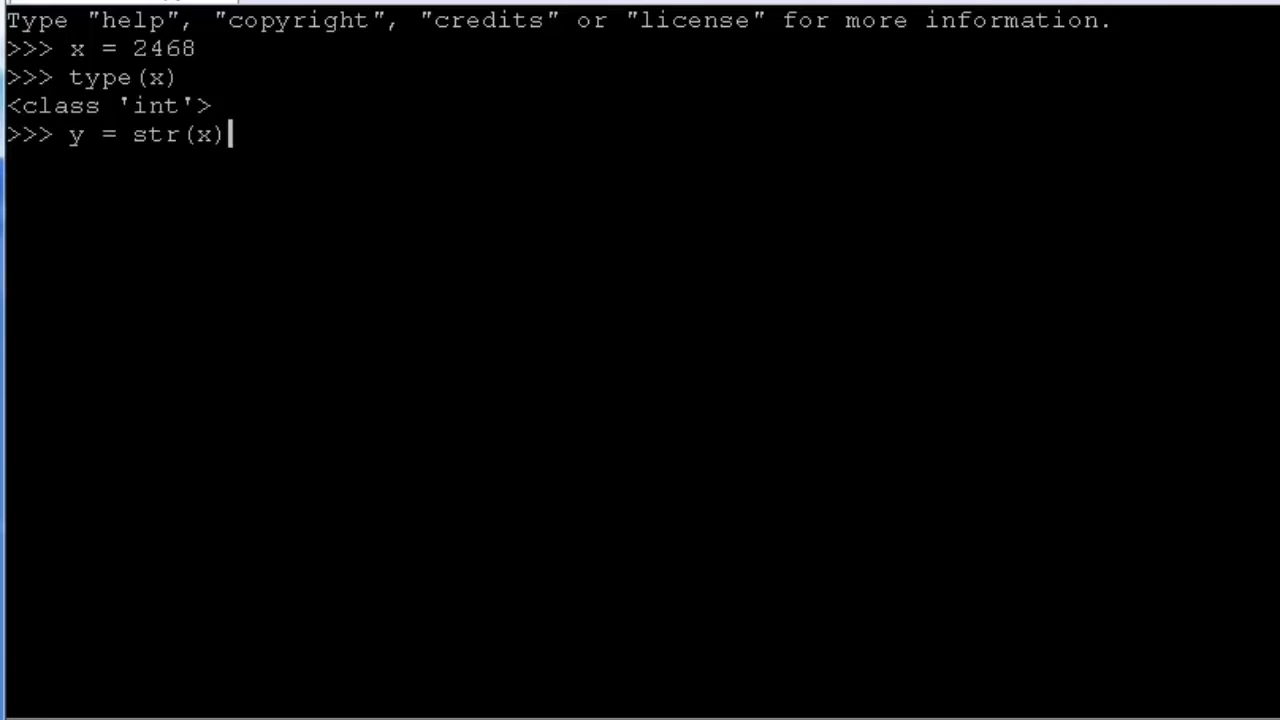 Type "help", "copyright", "credits" or "license" for more information.
>>> x = 2468
>>> type(x)
<class 'int'>
>>> y = str(x)